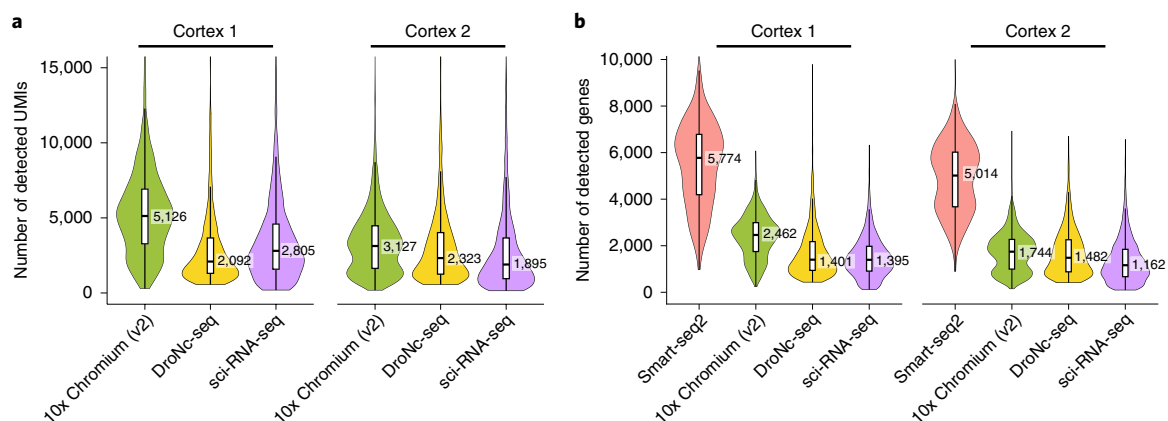 a
Cortex 1
Cortex 2
Number of detected UMIs
15,000
10,000
5,000
0
5,126
2,092
2,805
3,127
2,323
1,895
10x Chromium (v2)
DroNc-seq
sci-RNA-seq
10x Chromium (v2)
DroNc-seq
sci-RNA-seq
b
Cortex 1
Cortex 2
Number of detected genes
10,000
8,000
6,000
4,000
2,000
0
5,774
2,462
1,401
1,395
5,014
1,744
1,482
1,162
Smart-seq2
10x Chromium (v2)
DroNc-seq
sci-RNA-seq
Smart-seq2
10x Chromium (v2)
DroNc-seq
sci-RNA-seq